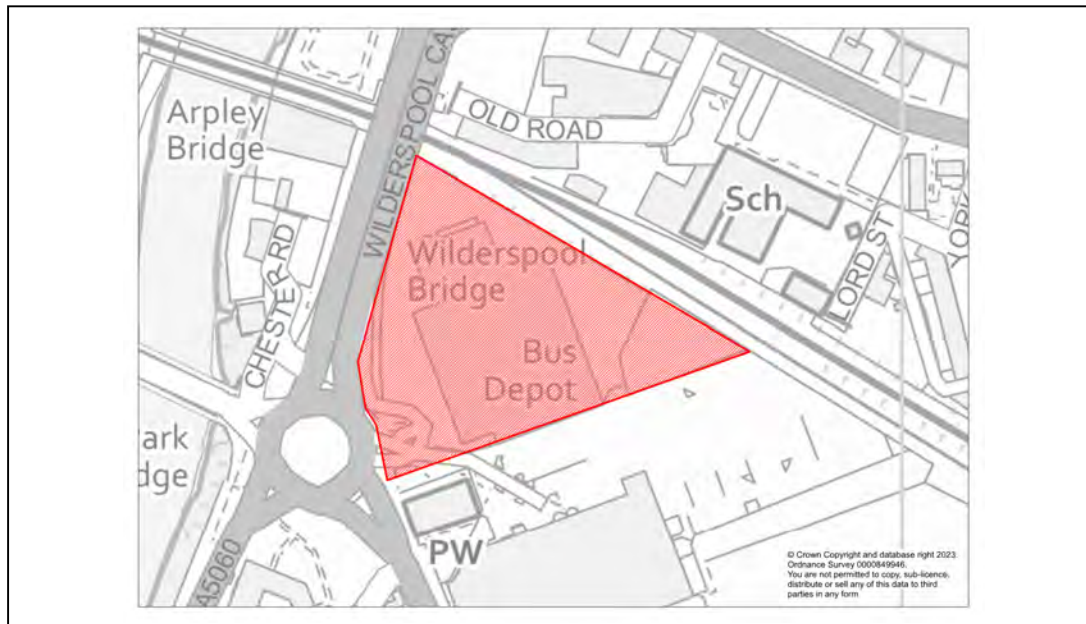 WILDERSPOOL CA
Arpley
Bridge
OLD ROAD
Sch
LORD ST
YORK
CHESTER RD
Wilderspool
Bridge
Bus
Depot
ark
dge
A5060
PW
© Crown Copyright and database right 2023.
Ordnance Survey 0000849946.
You are not permitted to copy, sub-licence,
distribute or sell any of this data to third
parties in any form